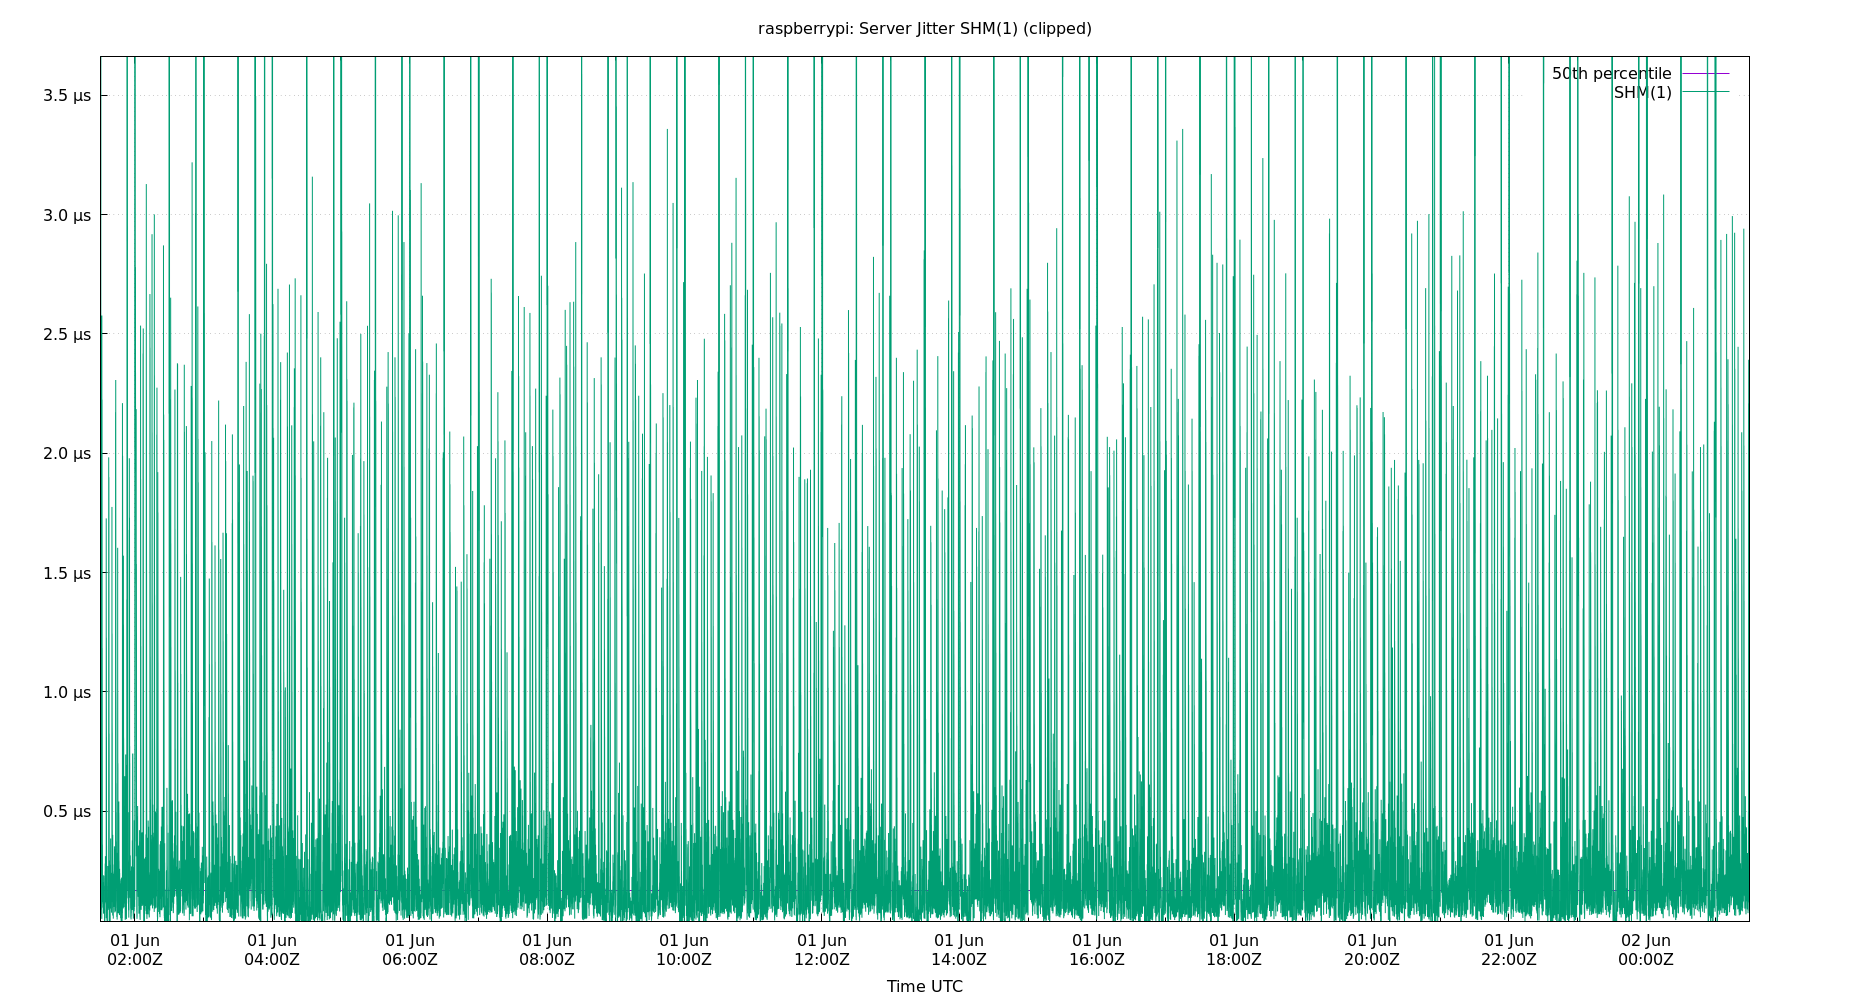 raspberrypi: Server Jitter SHM(1) (clipped)
50th percentile
SHM(1)
3.5 µs
3.0 µs
2.5 µs
2.0 µs
1.5 µs
1.0 µs
0.5 µs
01 Jun 01 Jun 01 Jun 01 Jun 01 Jun 01 Jun 01 Jun 01 Jun 01 Jun 01 Jun 01 Jun 02 Jun
02:00Z 04:00Z 06:00Z 08:00Z 10:00Z 12:00Z 14:00Z 16:00Z 18:00Z 20:00Z 22:00Z 00:00Z
Time UTC